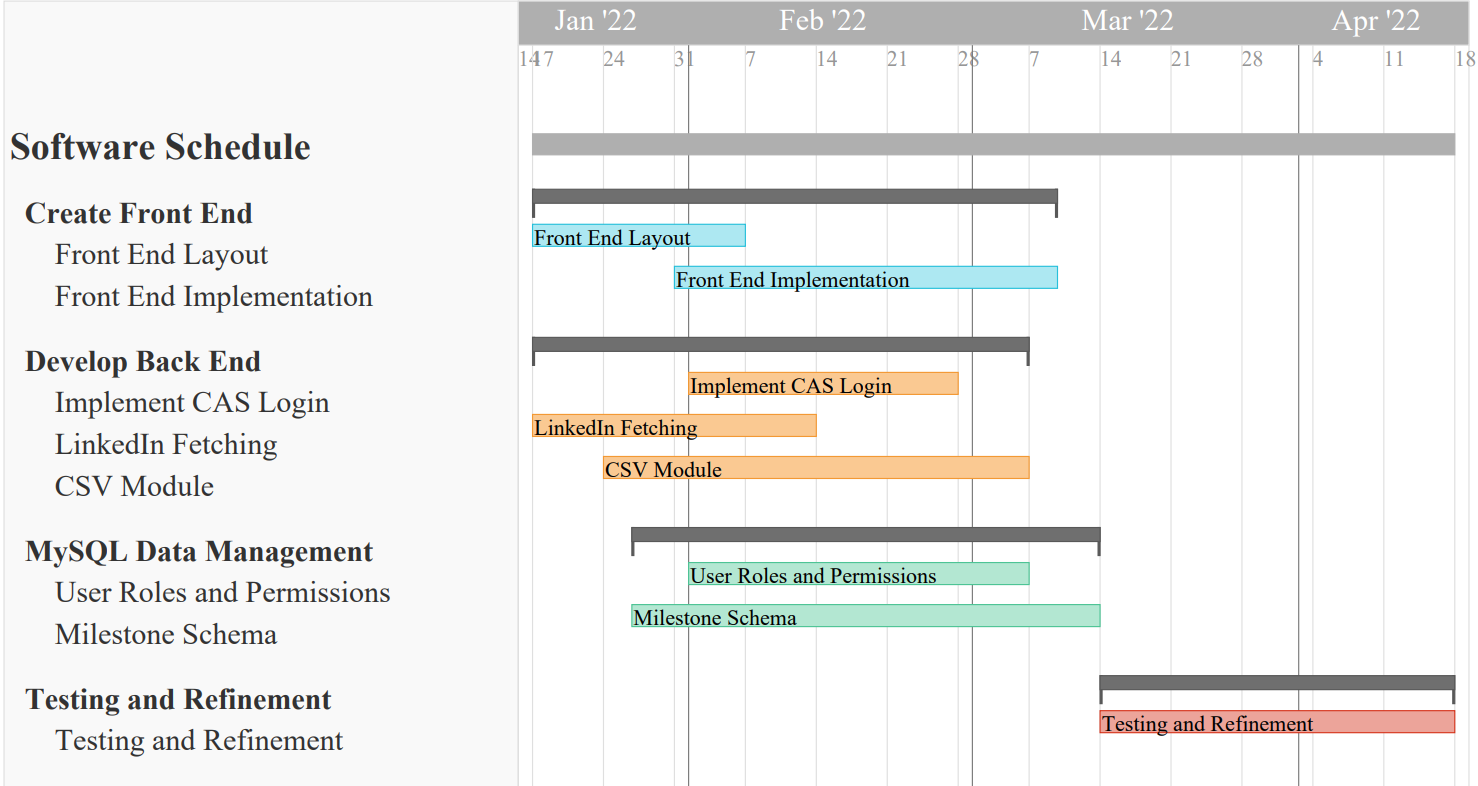 Jan '22 Feb '22 Mar '22 Apr '22
14 17 24 31 7 14 21 28 7 14 21 28 4 11 18
Software Schedule
Create Front End
Front End Layout Front End Layout
Front End Implementation Front End Implementation
Develop Back End
Implement CAS Login Implement CAS Login
LinkedIn Fetching LinkedIn Fetching
CSV Module CSV Module
MySQL Data Management
User Roles and Permissions User Roles and Permissions
Milestone Schema Milestone Schema
Testing and Refinement
Testing and Refinement Testing and Refinement